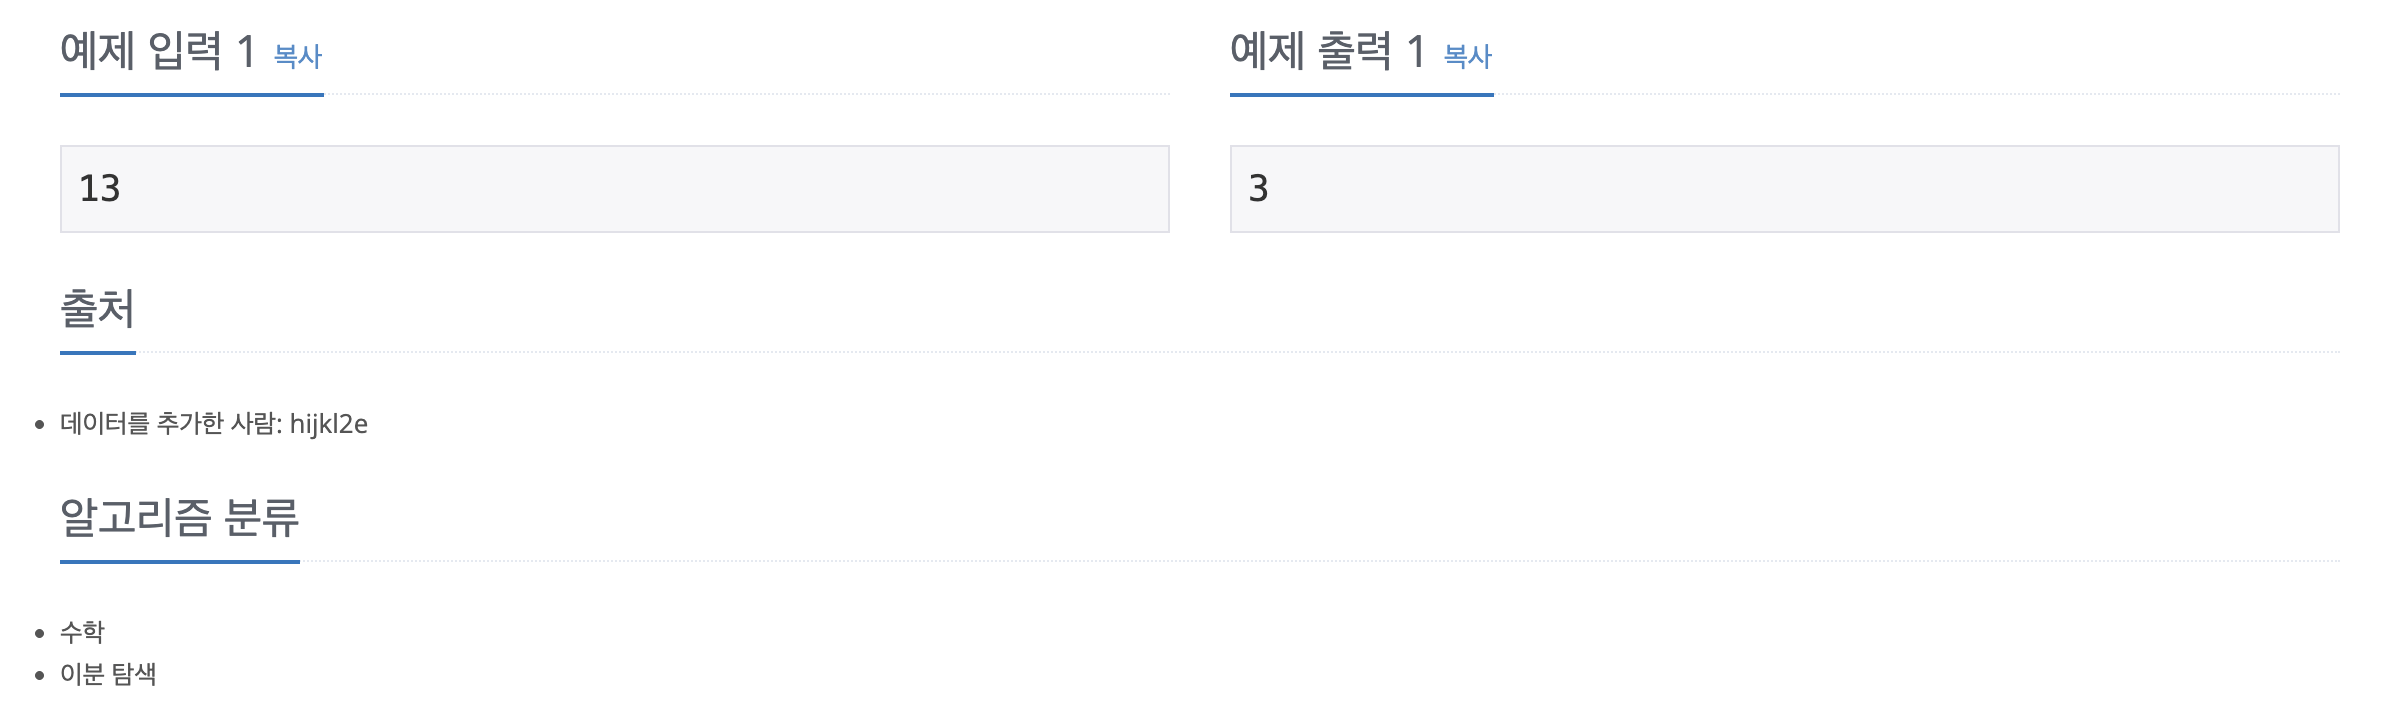 예제 입력 1 복사
13
예제 출력 1 복사
3
출처
데이터를 추가한 사람: hijkl2e
알고리즘 분류
수학
이분 탐색